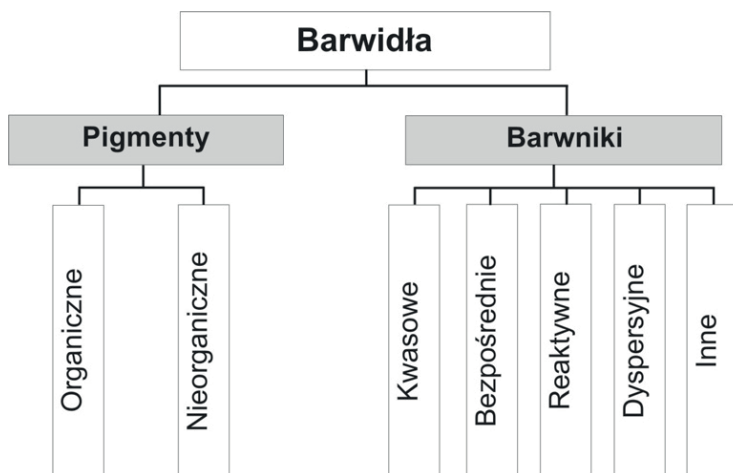 Barwidła
Pigmenty
Barwniki
Organiczne
Nieorganiczne
Kwasowe
Bezpośrednie
Reaktywne
Dyspersyjne
Inne